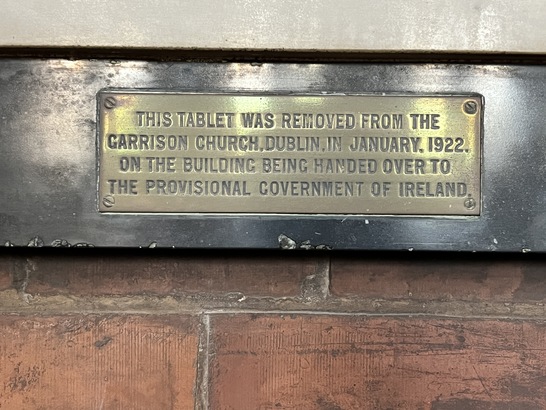 THIS TABLET WAS REMOVED FROM THE
GARRISON CHURCH, DUBLIN, IN JANUARY, 1922,
ON THE BUILDING BEING HANDED OVER TO
THE PROVISIONAL GOVERNMENT OF IRELAND.